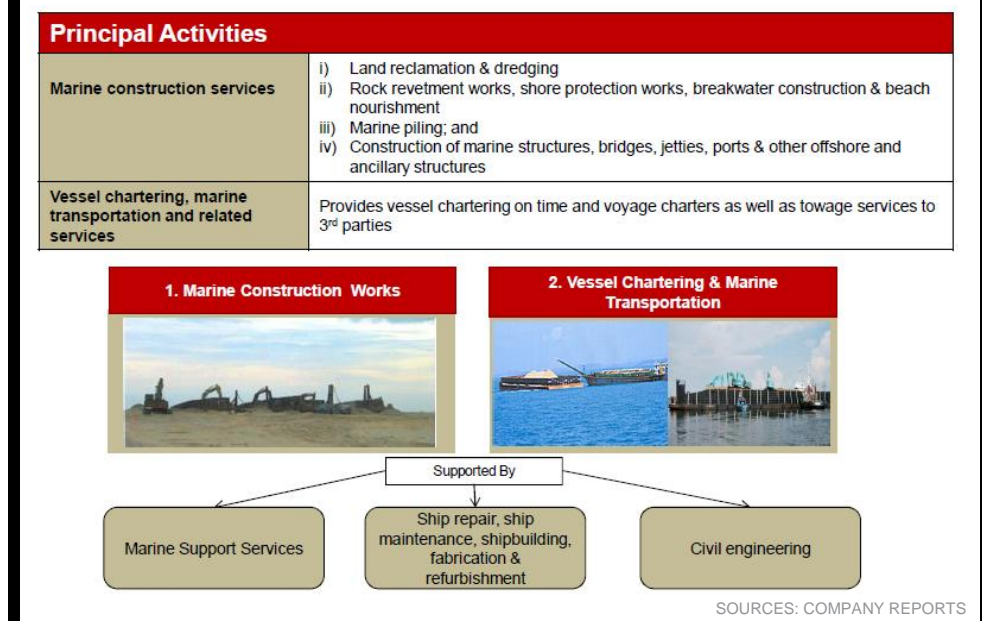 Principal Activities
Marine construction services
i) Land reclamation & dredging
ii) Rock revetment works, shore protection works, breakwater construction & beach
nourishment
iii) Marine piling; and
iv) Construction of marine structures, bridges, jetties, ports & other offshore and
ancillary structures
Vessel chartering, marine
transportation and related
services
Provides vessel chartering on time and voyage charters as well as towage services to
3rd parties
1. Marine Construction Works
2. Vessel Chartering & Marine
Transportation
Supported By
Marine Support Services
Ship repair, ship
maintenance, shipbuilding,
fabrication &
refurbishment
Civil engineering
SOURCES: COMPANY REPORTS